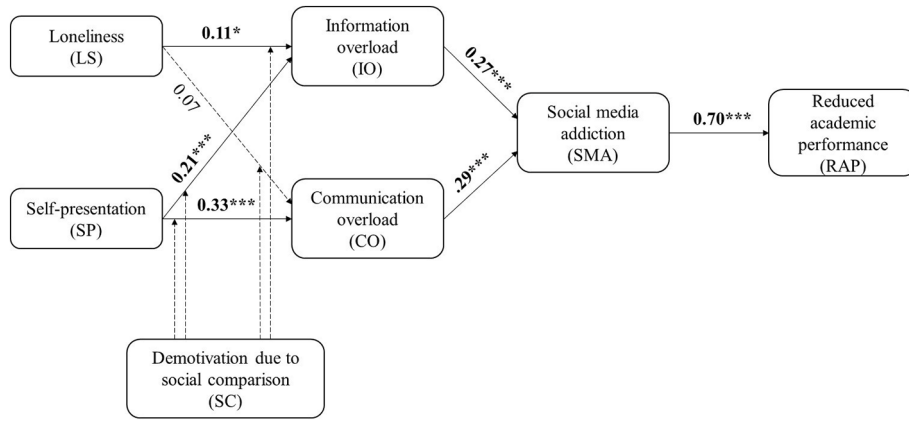 Loneliness
(LS)
0.11*
Information
overload
(IO)
0.27***
0.07
Social media
addiction
(SMA)
0.70***
Reduced
academic
performance
(RAP)
0.21***
Self-presentation
(SP)
0.33***
Communication
overload
(CO)
.29***
Demotivation due to
social comparison
(SC)